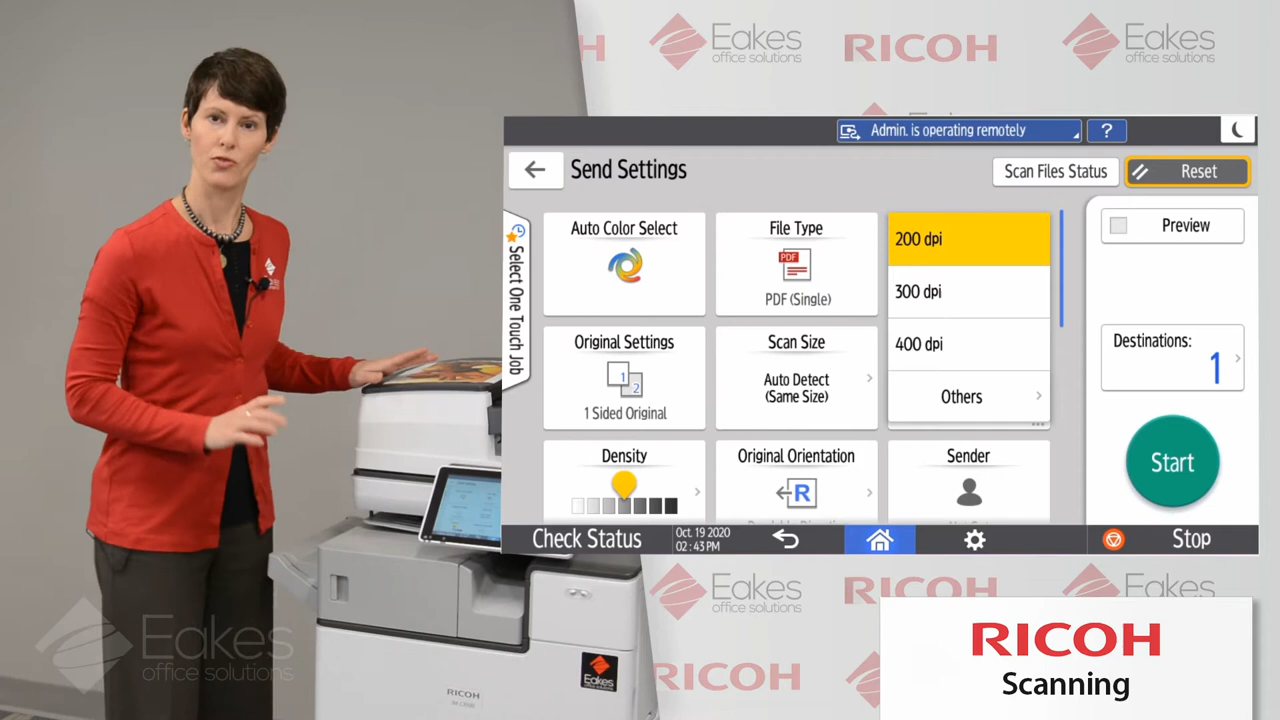 Eakes
office solutions
RICOH
Eakes
office solutions
Admin. is operating remotely
?
Send Settings
Scan Files Status
Reset
Select One Touch Job
Auto Color Select
File Type
PDF
PDF (Single)
200 dpi
300 dpi
400 dpi
Others
Preview
Original Settings
1
2
1 Sided Original
Scan Size
Auto Detect
(Same Size)
Destinations:
1
Density
Original Orientation
R
Sender
Start
Check Status
Oct. 19 2020
02:43 PM
Stop
Eakes
office solutions
RICOH
Eakes
RICOH
Eakes
office solutions
Eakes
RICOH
RICOH
Scanning